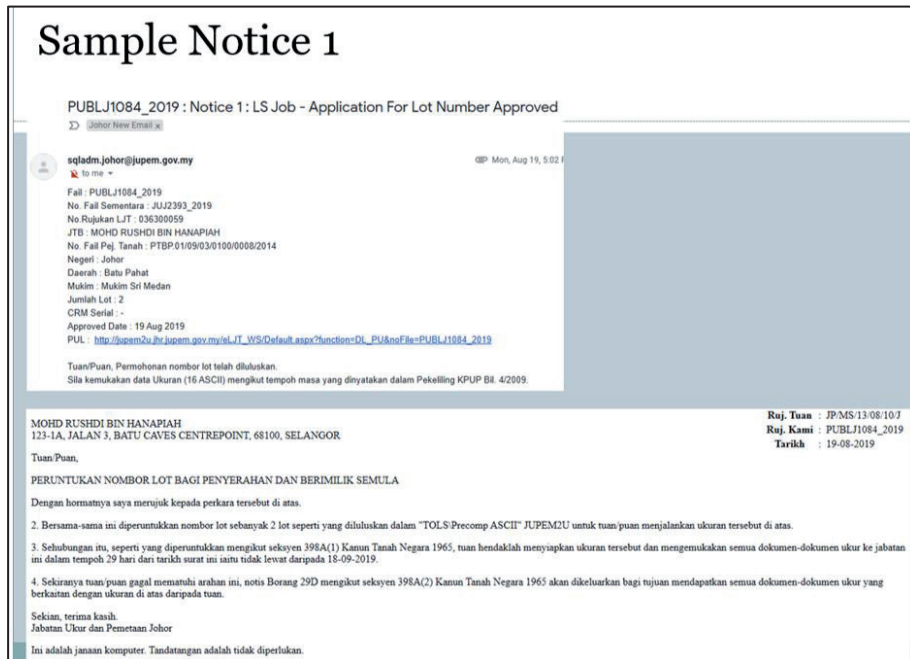 Sample Notice 1
PUBLJ1084_2019 : Notice 1 : LS Job - Application For Lot Number Approved
Johor New Email x
sqladm.johor@jupem.gov.my
Mon, Aug 19, 5:02
to me
Fail : PUBLJ1084_2019
No. Fail Sementara : JUJ2393_2019
No.Rujukan LJT : 036300059
JTB : MOHD RUSHDI BIN HANAPIAH
No. Fail Pej. Tanah : PTBP.01/09/03/0100/0008/2014
Negeri : Johor
Daerah : Batu Pahat
Mukim : Mukim Sri Medan
Jumlah Lot : 2
CRM Serial : -
Approved Date : 19 Aug 2019
PUL : http://jupem2u.jhr.jupem.gov.my/eLJT_WS/Default.aspx?function=DL_PU&noFile=PUBLJ1084_2019
Tuan/Puan, Permohonan nombor lot telah diluluskan.
Sila kemukakan data Ukuran (16 ASCII) mengikut tempoh masa yang dinyatakan dalam Pekeliling KPUP Bil. 4/2009.
Ruj. Tuan : JP/MS/13/08/10/J
Ruj. Kami : PUBLJ1084_2019
Tarikh : 19-08-2019
MOHD RUSHDI BIN HANAPIAH
123-1A, JALAN 3, BATU CAVES CENTREPOINT, 68100, SELANGOR
Tuan/Puan,
PERUNTUKAN NOMBOR LOT BAGI PENYERAHAN DAN BERIMILIK SEMULA
Dengan hormatnya saya merujuk kepada perkara tersebut di atas.
2. Bersama-sama ini diperuntukkan nombor lot sebanyak 2 lot seperti yang diluluskan dalam "TOLS\Precomp ASCII" JUPEM2U untuk tuan/puan menjalankan ukuran tersebut di atas.
3. Sehubungan itu, seperti yang diperuntukkan mengikut seksyen 398A(1) Kanun Tanah Negara 1965, tuan hendaklah menyiapkan ukuran tersebut dan mengemukakan semua dokumen-dokumen ukur ke jabatan
ini dalam tempoh 29 hari dari tarikh surat ini iaitu tidak lewat daripada 18-09-2019.
4. Sekiranya tuan/puan gagal mematuhi arahan ini, notis Borang 29D mengikut seksyen 398A(2) Kanun Tanah Negara 1965 akan dikeluarkan bagi tujuan mendapatkan semua dokumen-dokumen ukur yang
berkaitan dengan ukuran di atas daripada tuan.
Sekian, terima kasih.
Jabatan Ukur dan Pemetaan Johor
Ini adalah janaan komputer. Tandatangan adalah tidak diperlukan.